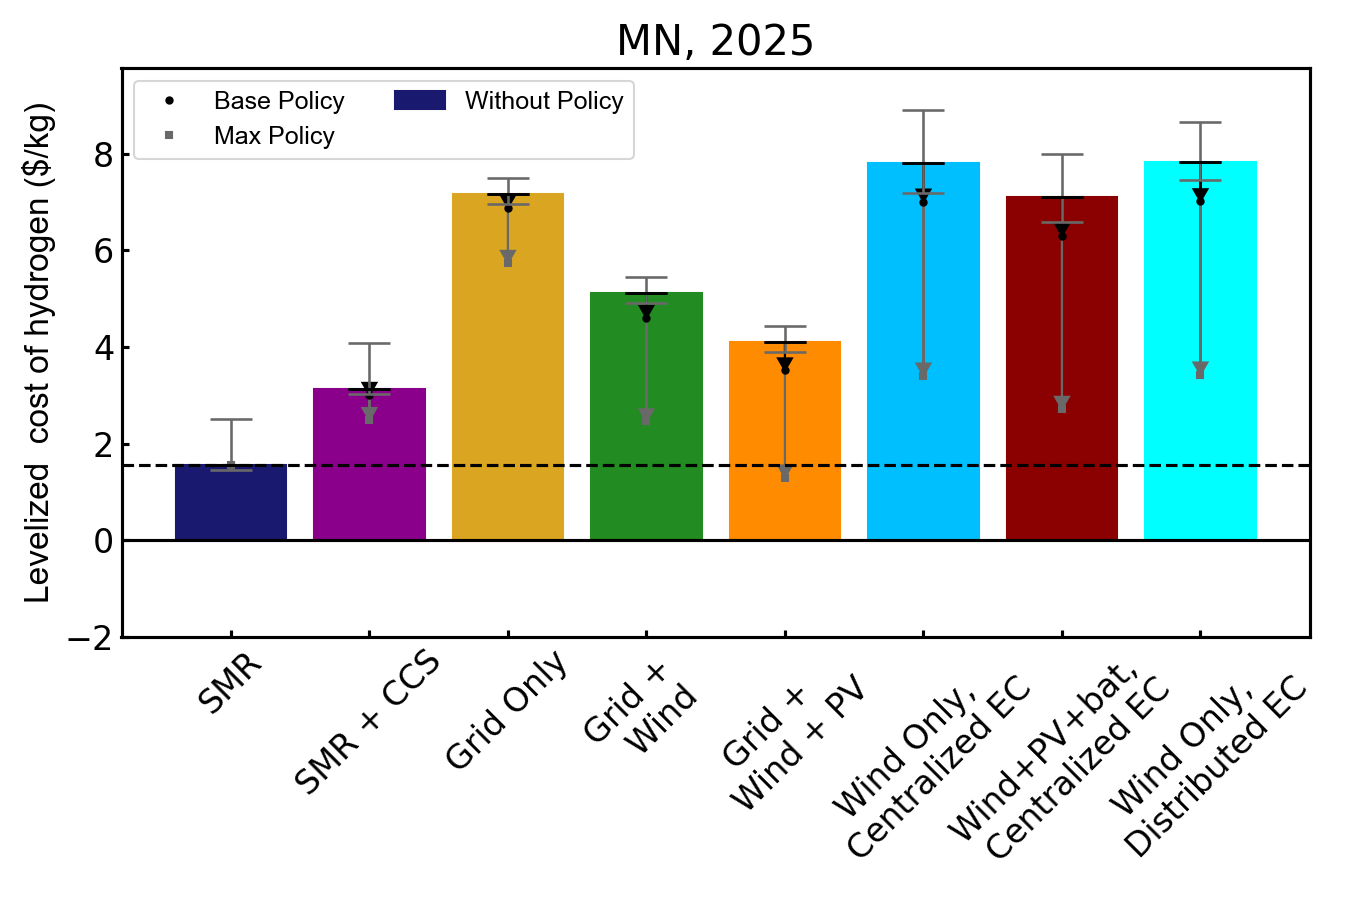 MN, 2025
Base Policy
Max Policy
Without Policy
Levelized cost of hydrogen ($/kg)
8
6
4
2
0
−2
SMR
SMR + CCS
Grid Only
Grid +
Wind
Grid +
Wind + PV
Wind Only,
Centralized EC
Wind+PV+bat,
Centralized EC
Wind Only,
Distributed EC